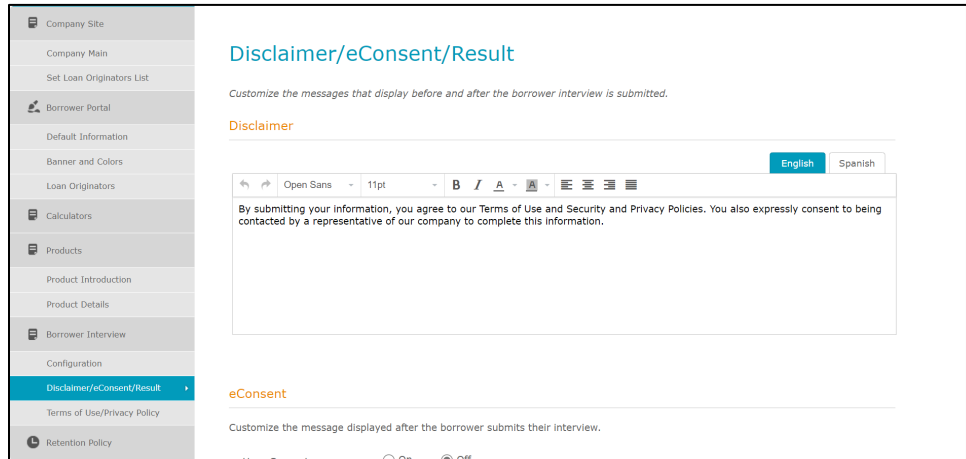 Company Site
Company Main
Set Loan Originators List
Borrower Portal
Default Information
Banner and Colors
Loan Originators
Calculators
Products
Product Introduction
Product Details
Borrower Interview
Configuration
Disclaimer/eConsent/Result
Terms of Use/Privacy Policy
Retention Policy
Disclaimer/eConsent/Result
Customize the messages that display before and after the borrower interview is submitted.
Disclaimer
English Spanish
Open Sans 11pt B I A A
By submitting your information, you agree to our Terms of Use and Security and Privacy Policies. You also expressly consent to being
contacted by a representative of our company to complete this information.
eConsent
Customize the message displayed after the borrower submits their interview.
On Off